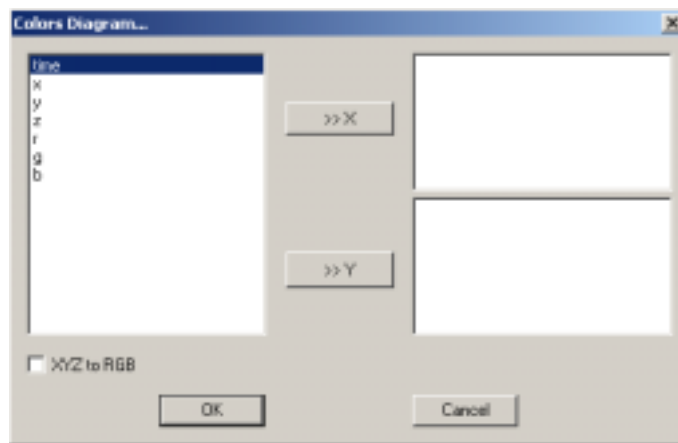 Colors Diagram...
time
x
y
z
r
g
b
>> X
>> Y
XYZ to RGB
OK
Cancel